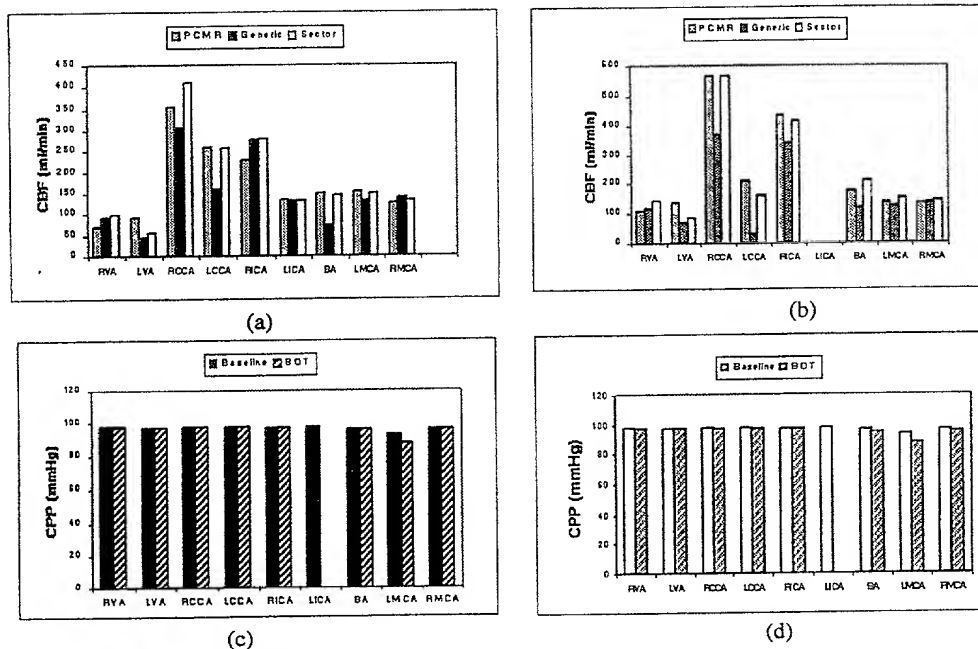 PCMR Generic Sector
CBF (ml/min)
450
400
350
300
250
200
150
100
50
0
RVA LVA RCCA LCCA RICA LICA BA LMCA RMCA
(a)
PCMR Generic Sector
CBF (ml/min)
600
500
400
300
200
100
0
RVA LVA RCCA LCCA RICA LICA BA LMCA RMCA
(b)
Baseline BOT
CPP (mmHg)
120
100
80
60
40
20
0
RVA LVA RCCA LCCA RICA LICA BA LMCA RMCA
(c)
Baseline BOT
CPP (mmHg)
120
100
80
60
40
20
0
RVA LVA RCCA LCCA RICA LICA BA LMCA RMCA
(d)